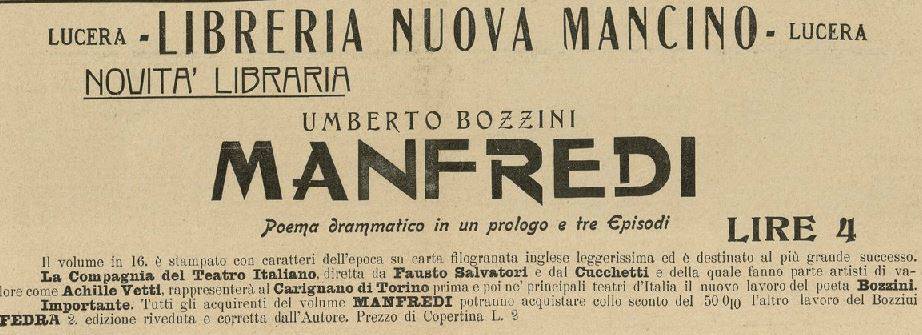 LUCERA - LIBRERIA NUOVA MANCINO - LUCERA
NOVITA' LIBRARIA
UMBERTO BOZZINI
MANFREDI
Poema drammatico in un prologo e tre Episodi
LIRE 4
Il volume in 16. è stampato con caratteri dell'epoca su carta filogranata inglese leggerissima ed è destinato al più grande successo.
La Compagnia del Teatro Italiano, diretta da Fausto Salvatori e dal Cucchetti e della quale fanno parte artisti di va-
lore come Achille Vetti, rappresenterà al Carignano di Torino prima e poi ne' principali teatri d'Italia il nuovo lavoro del poeta Bozzini.
Importante. Tutti gli acquirenti del volume MANFREDI potranno acquistare collo sconto del 50 0|0 l'altro lavoro del Bozzini
FEDRA 2. edizione riveduta e corretta dall'Autore. Prezzo di Copertina L. 2